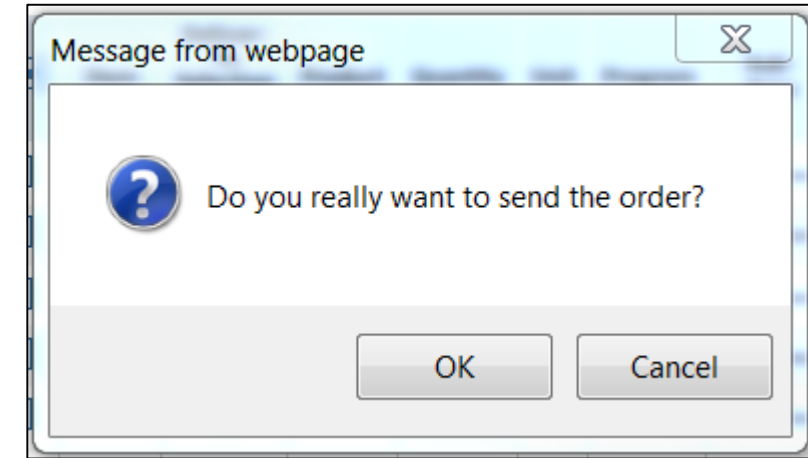 Message from webpage
Do you really want to send the order?
OK
Cancel